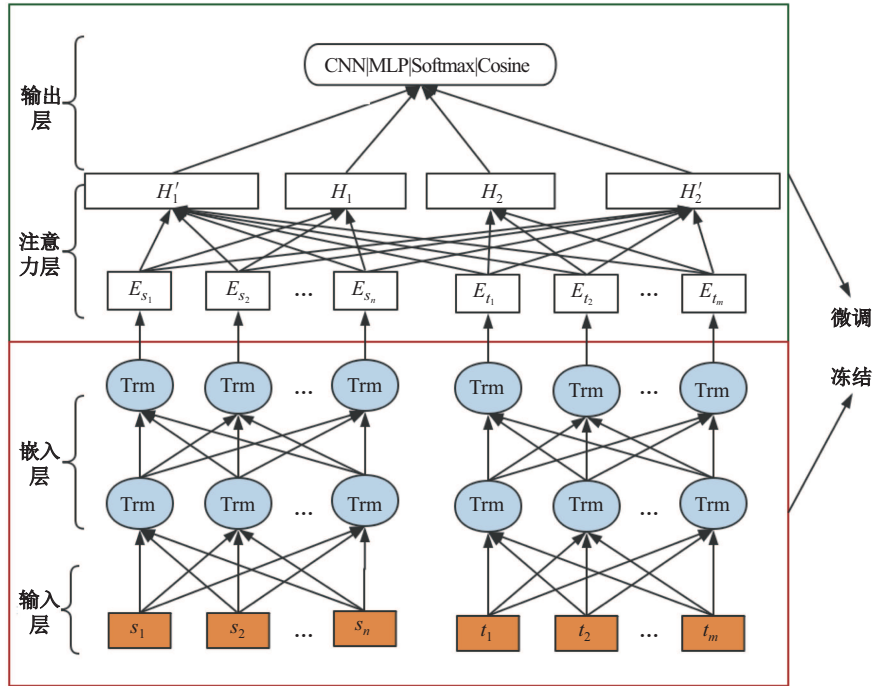 CNN|MLP|Softmax|Cosine
输出
层
H′₁ H₁ H₂ H′₂
注意
力层
Eₛ₁ Eₛ₂ ... Eₛₙ Eₜ₁ Eₜ₂ ... Eₜₘ
微调
Trm Trm ... Trm Trm Trm ... Trm
冻结
嵌入
层
Trm Trm ... Trm Trm Trm ... Trm
输入
层
s₁ s₂ ... sₙ t₁ t₂ ... tₘ